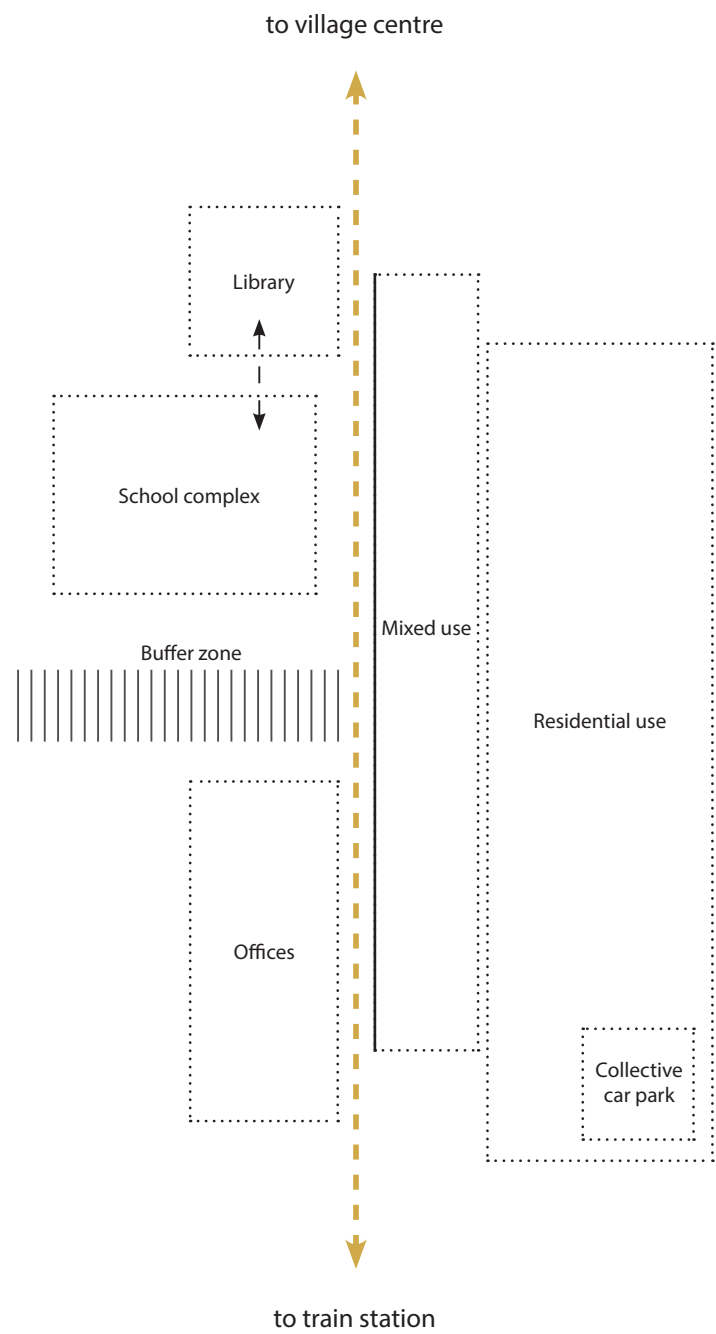 to village centre
Library
School complex
Mixed use
Buffer zone
Residential use
Offices
Collective
car park
to train station